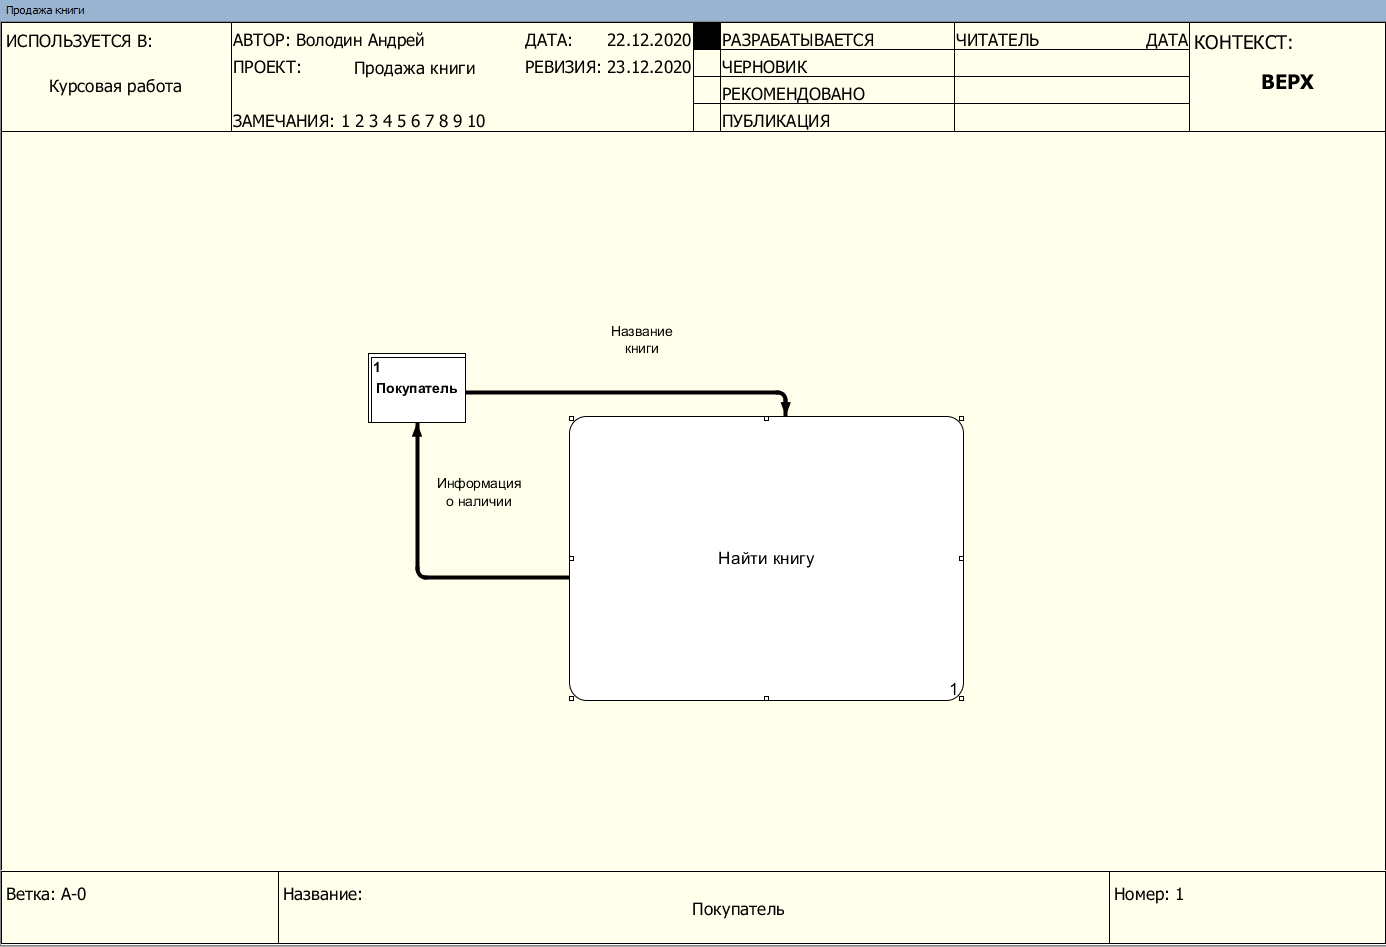 Продажа книги
ИСПОЛЬЗУЕТСЯ В:
Курсовая работа
АВТОР: Володин Андрей
ДАТА: 22.12.2020
ПРОЕКТ: Продажа книги
РЕВИЗИЯ: 23.12.2020
ЗАМЕЧАНИЯ: 1 2 3 4 5 6 7 8 9 10
РАЗРАБАТЫВАЕТСЯ
ЧЕРНОВИК
РЕКОМЕНДОВАНО
ПУБЛИКАЦИЯ
ЧИТАТЕЛЬ ДАТА
КОНТЕКСТ:
ВЕРХ
Название
книги
1
Покупатель
Информация
о наличии
Найти книгу
1
Ветка: A-0
Название:
Покупатель
Номер: 1